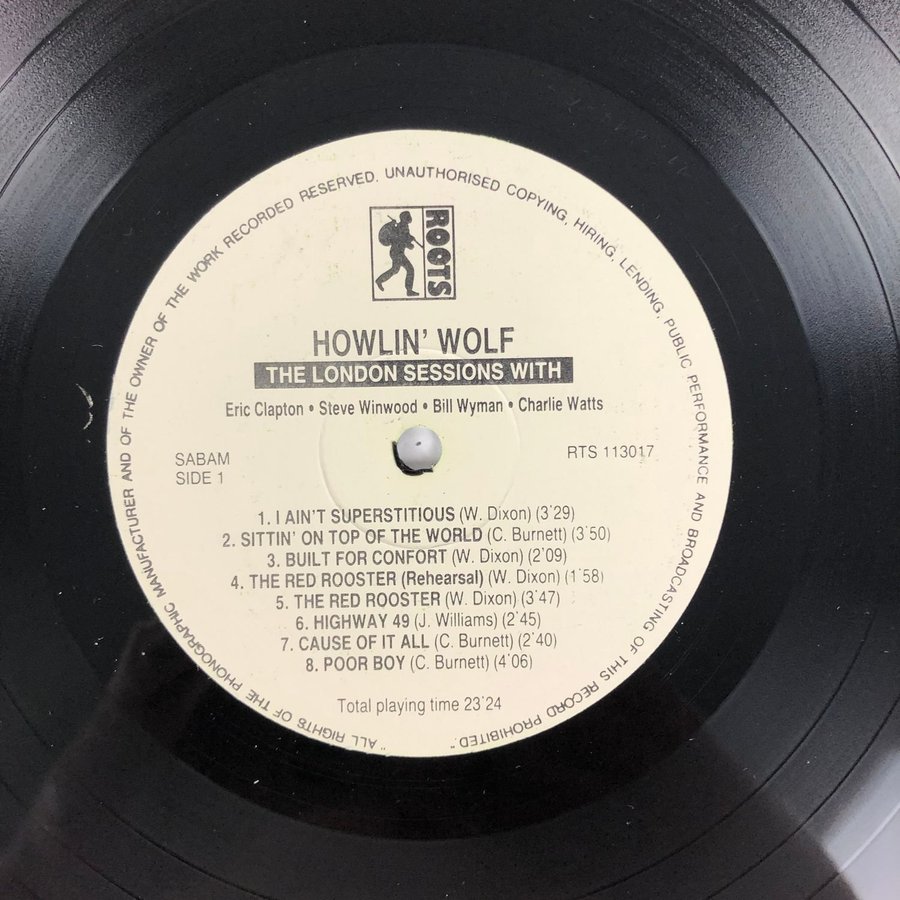 "ALL RIGHTS OF THE PHONOGRAPHIC MANUFACTURER AND OF THE OWNER OF THE WORK RECORDED RESERVED. UNAUTHORISED COPYING, HIRING, LENDING, PUBLIC PERFORMANCE AND BROADCASTING OF THIS RECORD PROHIBITED."
ROOTS
HOWLIN' WOLF
THE LONDON SESSIONS WITH
Eric Clapton • Steve Winwood • Bill Wyman • Charlie Watts
SABAM
SIDE 1
RTS 113017
1. I AIN'T SUPERSTITIOUS (W. Dixon) (3'29)
2. SITTIN' ON TOP OF THE WORLD (C. Burnett) (3'50)
3. BUILT FOR CONFORT (W. Dixon) (2'09)
4. THE RED ROOSTER (Rehearsal) (W. Dixon) (1'58)
5. THE RED ROOSTER (W. Dixon) (3'47)
6. HIGHWAY 49 (J. Williams) (2'45)
7. CAUSE OF IT ALL (C. Burnett) (2'40)
8. POOR BOY (C. Burnett) (4'06)
Total playing time 23'24